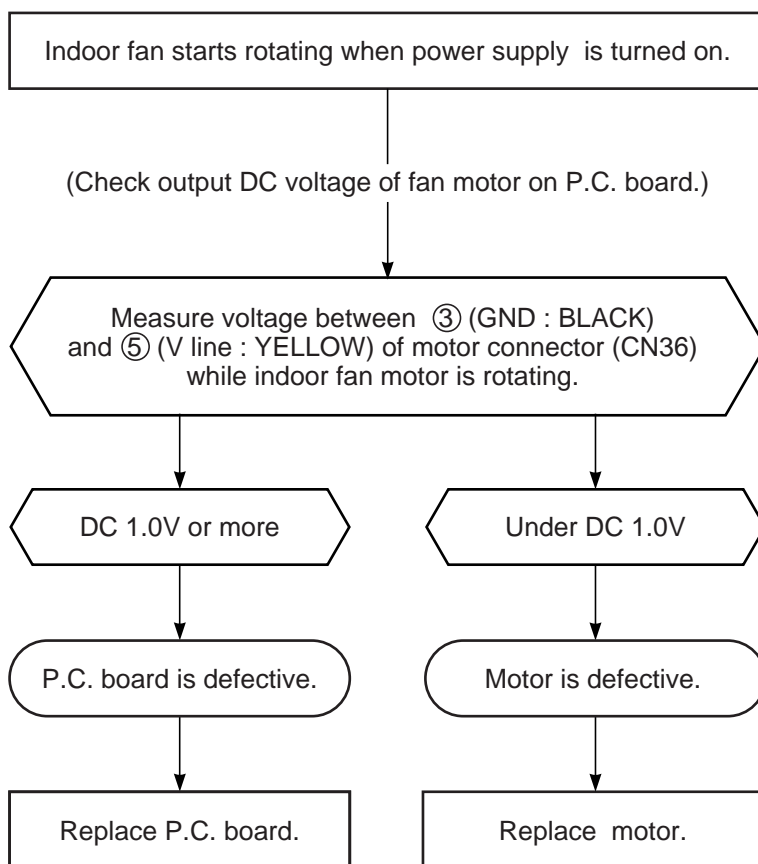 Indoor fan starts rotating when power supply is turned on.
(Check output DC voltage of fan motor on P.C. board.)
Measure voltage between ③ (GND : BLACK)
and ⑤ (V line : YELLOW) of motor connector (CN36)
while indoor fan motor is rotating.
DC 1.0V or more
Under DC 1.0V
P.C. board is defective.
Motor is defective.
Replace P.C. board.
Replace motor.